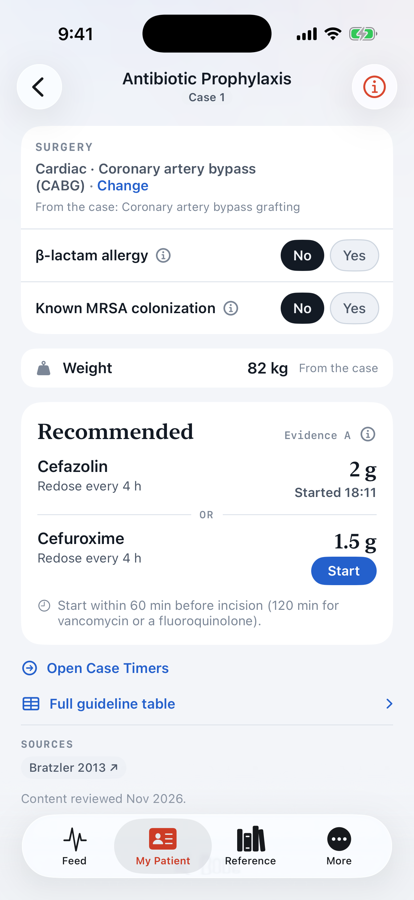 9:41
Antibiotic Prophylaxis
Case 1
SURGERY
Cardiac · Coronary artery bypass
(CABG) · Change
From the case: Coronary artery bypass grafting
β-lactam allergy
No Yes
Known MRSA colonization
No Yes
Weight 82 kg From the case
Recommended Evidence A
Cefazolin 2 g
Redose every 4 h Started 18:11
OR
Cefuroxime 1.5 g
Redose every 4 h Start
Start within 60 min before incision (120 min for
vancomycin or a fluoroquinolone).
Open Case Timers
Full guideline table
SOURCES
Bratzler 2013 ↗
Content reviewed Nov 2026.
Feed My Patient Reference More